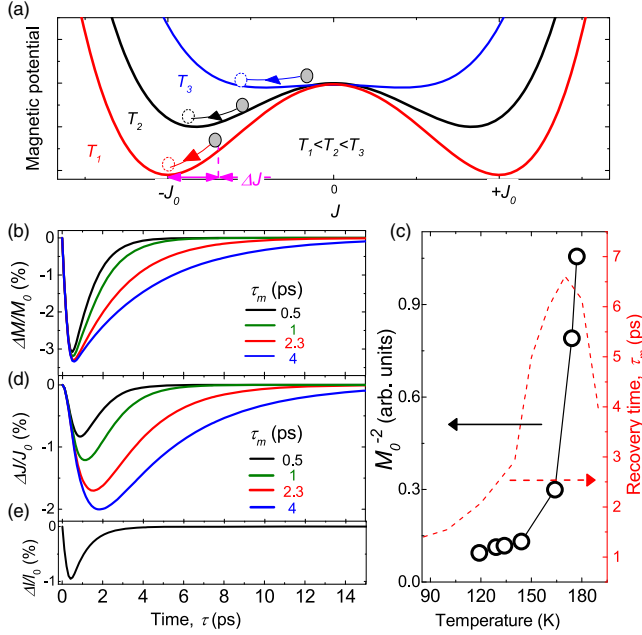 (a)
Magnetic potential
T₃
T₂
T₁
T₁<T₂<T₃
ΔJ
-J₀
0
+J₀
J
(b)
0
-1
-2
-3
ΔM/M₀ (%)
τₘ (ps)
0.5
1
2.3
4
(d)
0
-1
-2
ΔJ/J₀ (%)
τₘ (ps)
0.5
1
2.3
4
(e)
0
-1
ΔI/I₀ (%)
0 2 4 6 8 10 12 14
Time, τ (ps)
(c)
0.9
0.6
0.3
0.0
M₀⁻² (arb. units)
7
6
5
4
3
2
1
Recovery time, τₘ (ps)
90 120 150 180
Temperature (K)